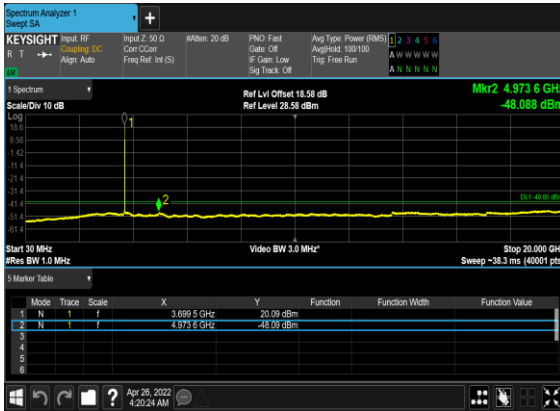 Spectrum Analyzer 1
Swept SA
+
KEYSIGHT Input: RF Input Z: 50 Ω #Atten: 20 dB PNO: Fast Avg Type: Power (RMS) 1 2 3 4 5 6
R T Coupling: DC Corr CCorr Gate: Off Avg|Hold: 100/100 A W W W W W
Align: Auto Freq Ref: Int (S) IF Gain: Low Trig: Free Run
Sig Track: Off A N N N N N
1 Spectrum
Scale/Div 10 dB
Ref Lvl Offset 18.58 dB
Ref Level 28.58 dBm
Mkr2 4.973 6 GHz
-48.088 dBm
Log
18.6
8.58
-1.42
-11.4
-21.4
-31.4
-41.4
-51.4
-61.4
1
2
DL1 -40.00 dBm
Start 30 MHz Video BW 3.0 MHz* Stop 20.000 GHz
#Res BW 1.0 MHz Sweep ~38.3 ms (40001 pts)
5 Marker Table
Mode Trace Scale X Y Function Function Width Function Value
1 N 1 f 3.699 5 GHz 20.09 dBm
2 N 1 f 4.973 6 GHz -48.09 dBm
3
4
5
6
?
Apr 26, 2022
4:20:24 AM